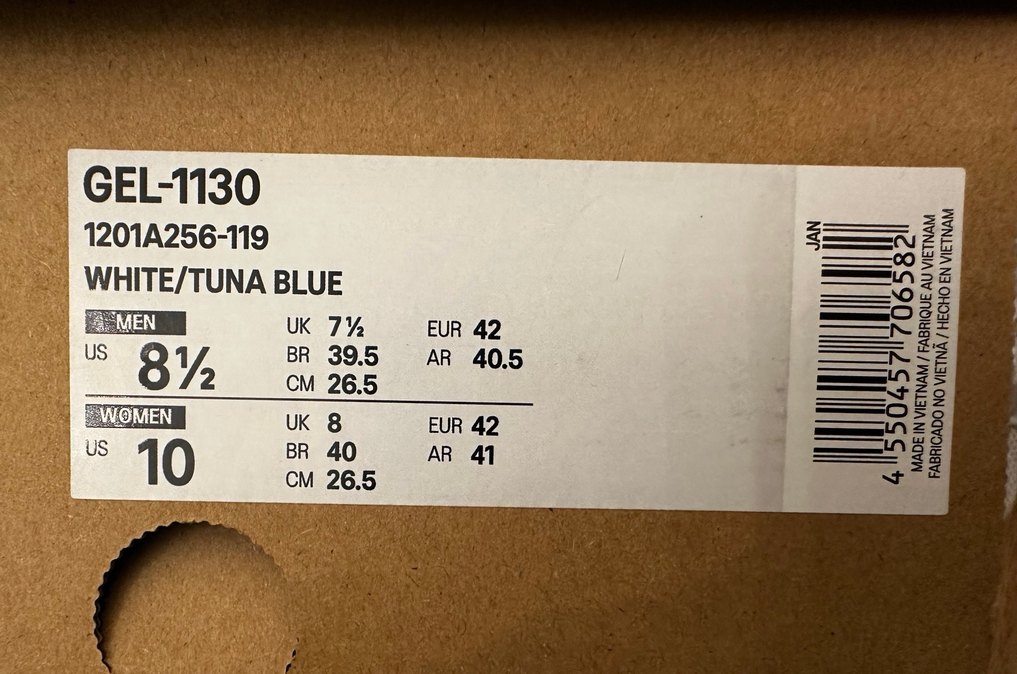 GEL-1130
1201A256-119
WHITE/TUNA BLUE
MEN
US 8½
UK 7½
BR 39.5
CM 26.5
EUR 42
AR 40.5
WOMEN
US 10
UK 8
BR 40
CM 26.5
EUR 42
AR 41
JAN
4 550457 706582
MADE IN VIETNAM / FABRIQUE AU VIETNAM
FABRICADO NO VIETNÃ / HECHO EN VIETNAM